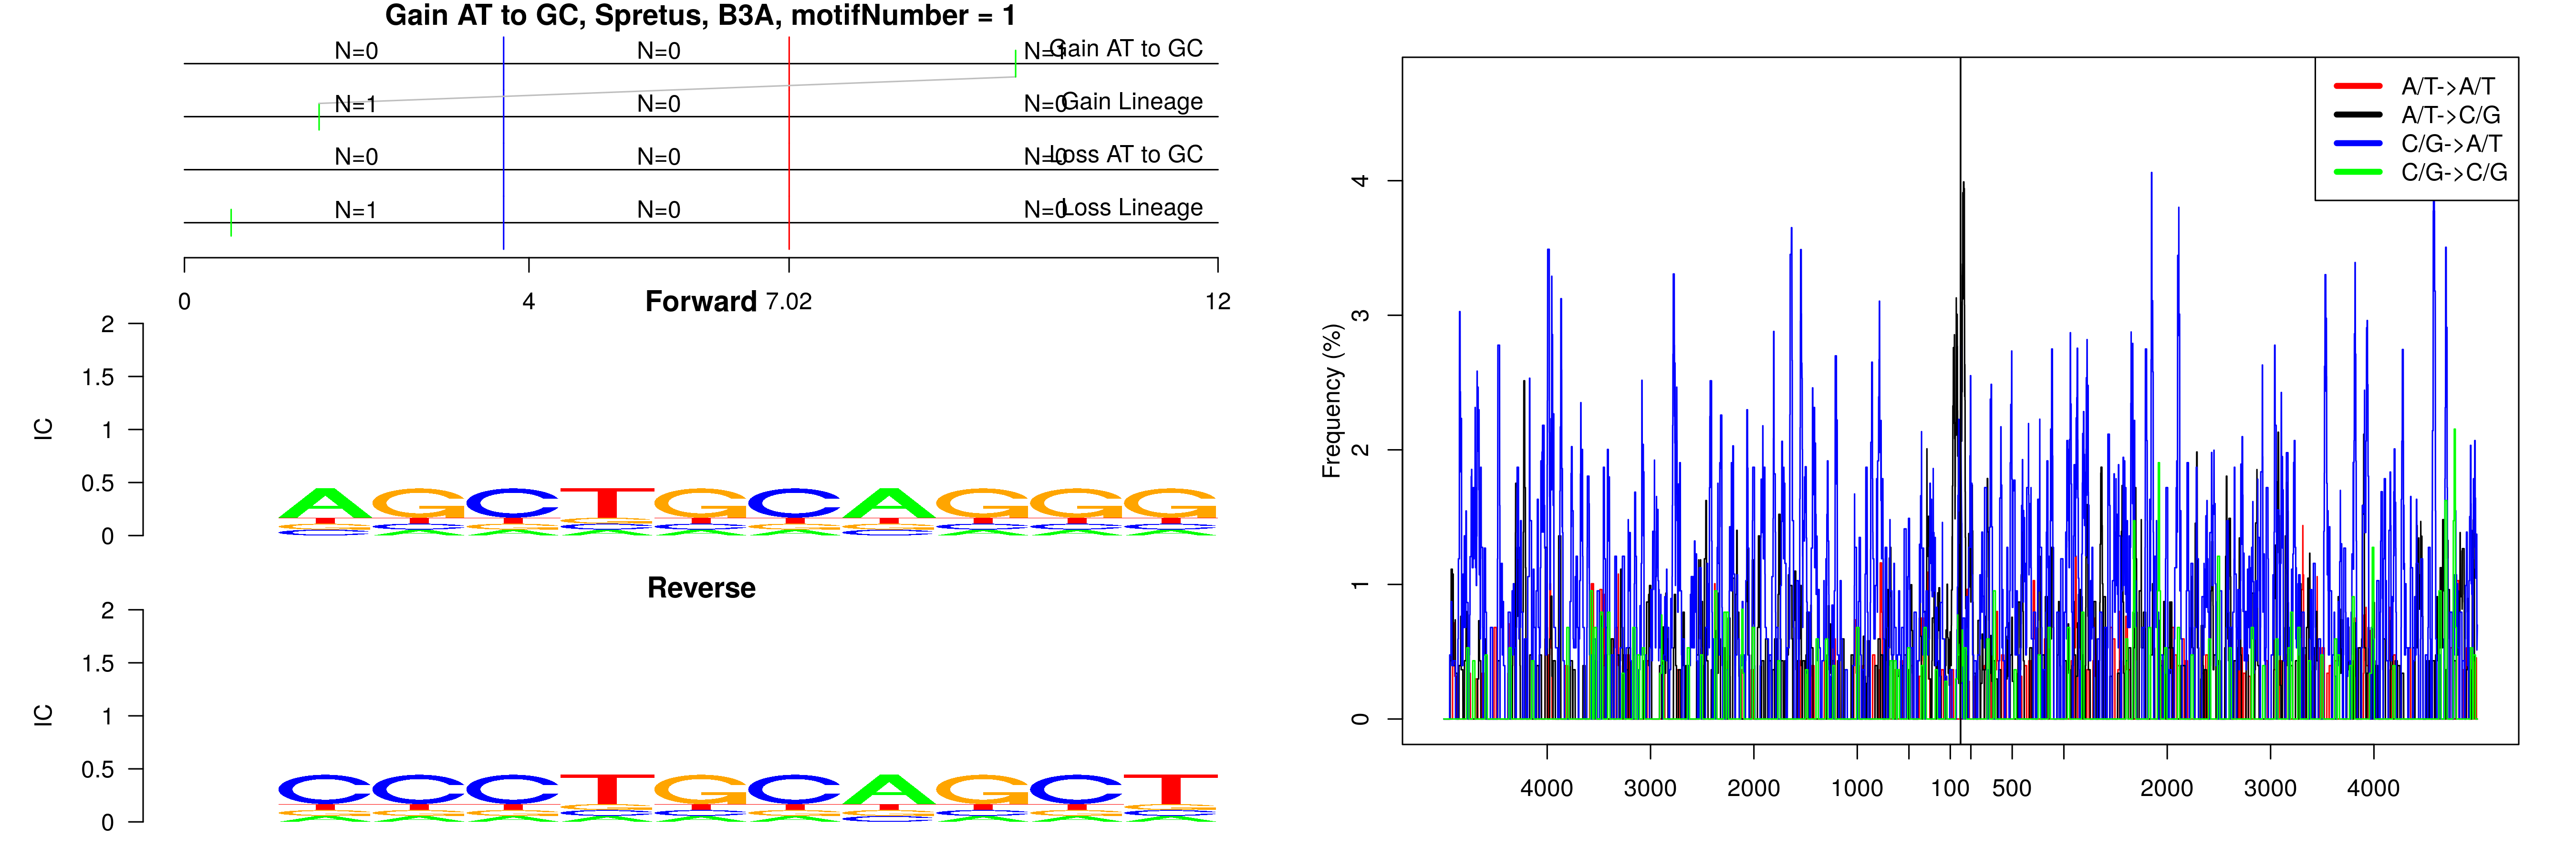 Gain AT to GC, Spretus, B3A, motifNumber = 1
N=0 N=0 N=1 Gain AT to GC
N=1 N=0 N=0 Gain Lineage
N=0 N=0 N=0 Loss AT to GC
N=1 N=0 N=0 Loss Lineage
0 4 7.02 12
Forward
IC
2
1.5
1
0.5
0
AGCTGCAGGG
Reverse
IC
2
1.5
1
0.5
0
CCCTGCAGCT
Frequency (%)
4
3
2
1
0
A/T->A/T
A/T->C/G
C/G->A/T
C/G->C/G
4000 3000 2000 1000 100 500 2000 3000 4000